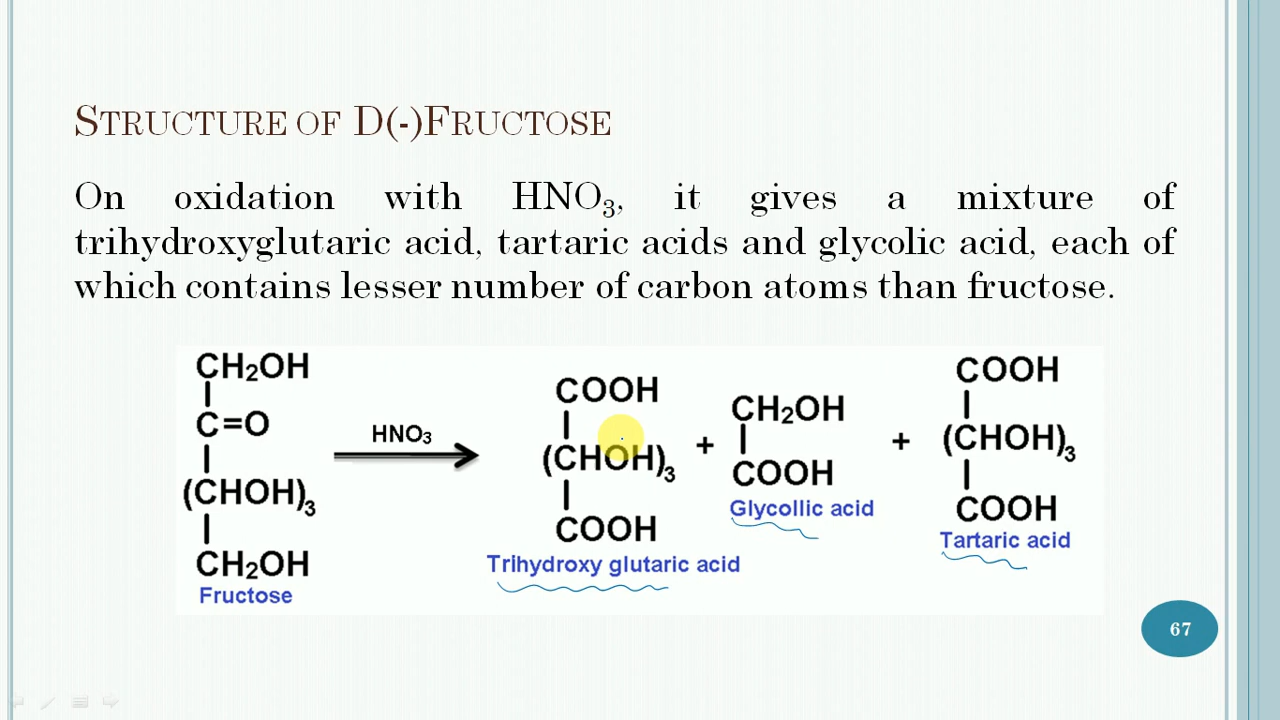 STRUCTURE OF D(-)FRUCTOSE
On oxidation with HNO₃, it gives a mixture of
trihydroxyglutaric acid, tartaric acids and glycolic acid, each of
which contains lesser number of carbon atoms than fructose.
CH₂OH
C=O
(CHOH)₃
CH₂OH
Fructose
HNO₃
COOH
(CHOH)₃
COOH
Trihydroxy glutaric acid
+
CH₂OH
COOH
Glycollic acid
+
COOH
(CHOH)₃
COOH
Tartaric acid
67